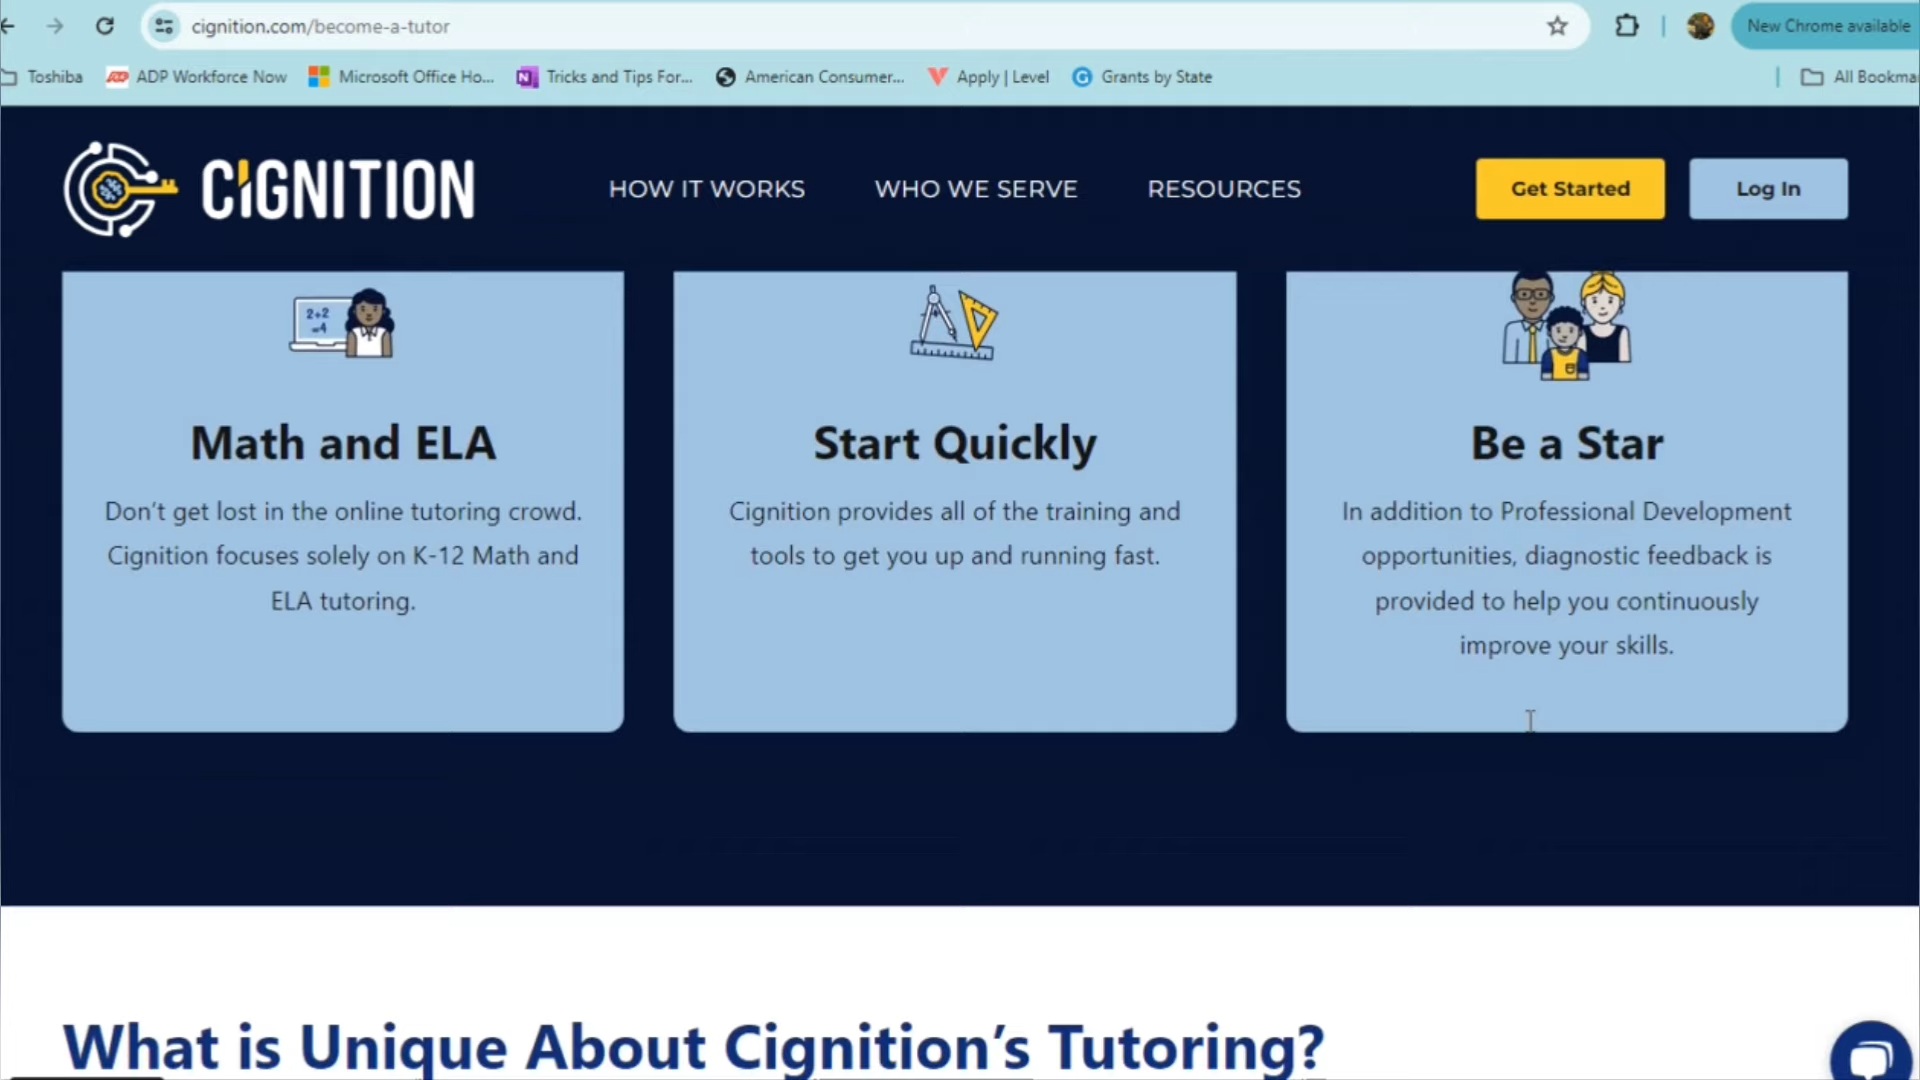 cignition.com/become-a-tutor
New Chrome available
Toshiba
ADP Workforce Now
Microsoft Office Ho...
Tricks and Tips For...
American Consumer...
Apply | Level
Grants by State
All Bookma
CIGNITION
HOW IT WORKS
WHO WE SERVE
RESOURCES
Get Started
Log In
2+2
=4
Math and ELA
Don't get lost in the online tutoring crowd.
Cignition focuses solely on K-12 Math and
ELA tutoring.
Start Quickly
Cignition provides all of the training and
tools to get you up and running fast.
Be a Star
In addition to Professional Development
opportunities, diagnostic feedback is
provided to help you continuously
improve your skills.
What is Unique About Cignition's Tutoring?